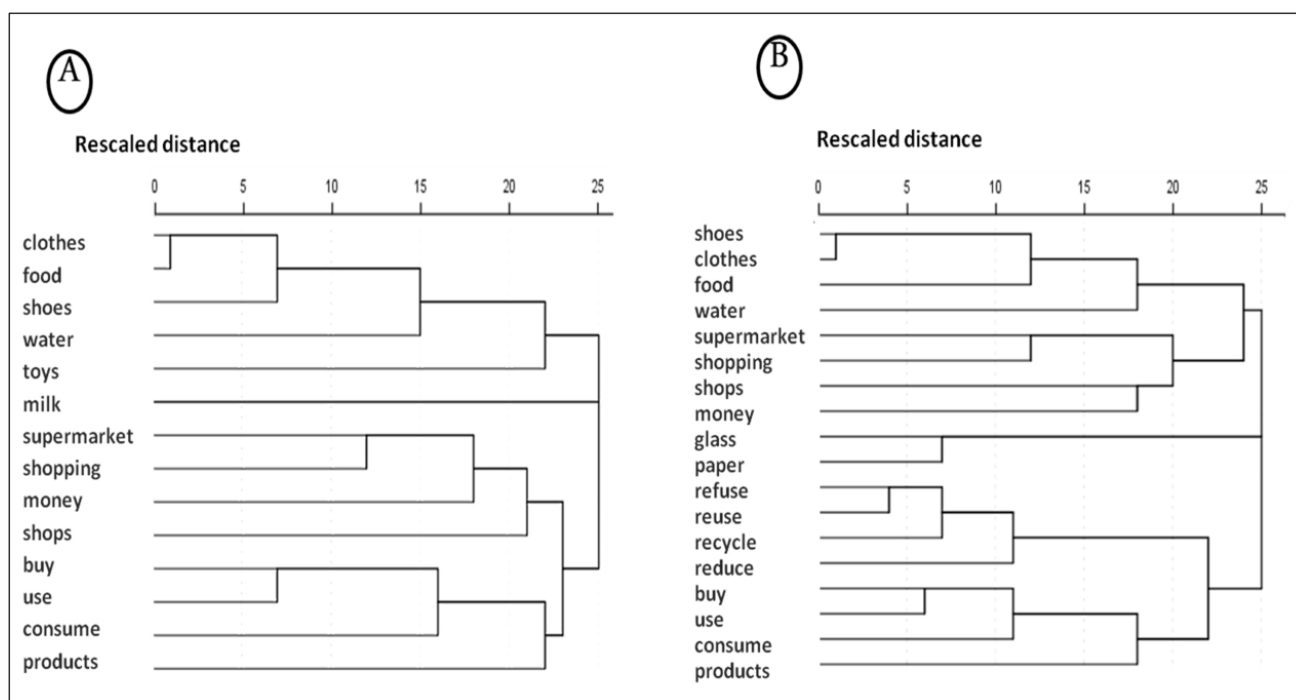 A
Rescaled distance
0 5 10 15 20 25
clothes
food
shoes
water
toys
milk
supermarket
shopping
money
shops
buy
use
consume
products
B
Rescaled distance
0 5 10 15 20 25
shoes
clothes
food
water
supermarket
shopping
shops
money
glass
paper
refuse
reuse
recycle
reduce
buy
use
consume
products